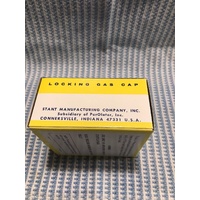 LOCKING GAS CAP
STANT MANUFACTURING COMPANY, INC.
Subsidiary of PurOlator, Inc.
CONNERSVILLE, INDIANA 47331 U.S.A.